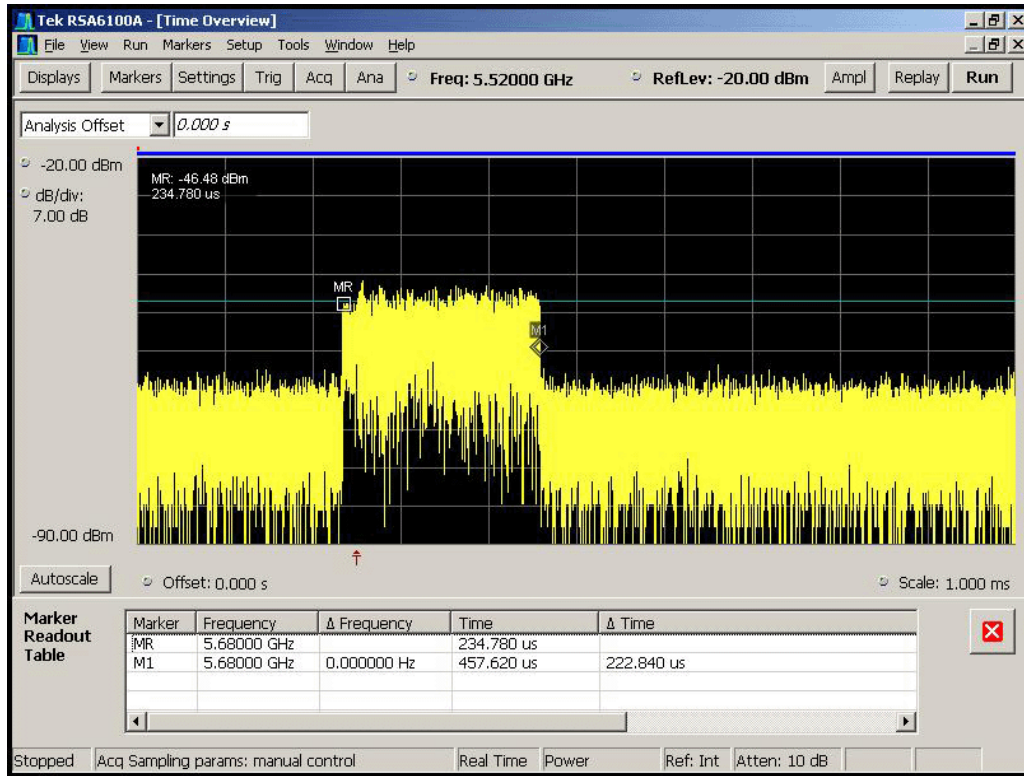 Tek RSA6100A - [Time Overview]
File View Run Markers Setup Tools Window Help
Displays Markers Settings Trig Acq Ana Freq: 5.52000 GHz RefLev: -20.00 dBm Ampl Replay Run
Analysis Offset 0.000 s
-20.00 dBm
dB/div:
7.00 dB
MR: -46.48 dBm
234.780 us
MR
M1
-90.00 dBm
Autoscale Offset: 0.000 s Scale: 1.000 ms
Marker Readout Table
Marker Frequency Δ Frequency Time Δ Time
MR 5.68000 GHz 234.780 us
M1 5.68000 GHz 0.000000 Hz 457.620 us 222.840 us
Stopped Acq Sampling params: manual control Real Time Power Ref: Int Atten: 10 dB